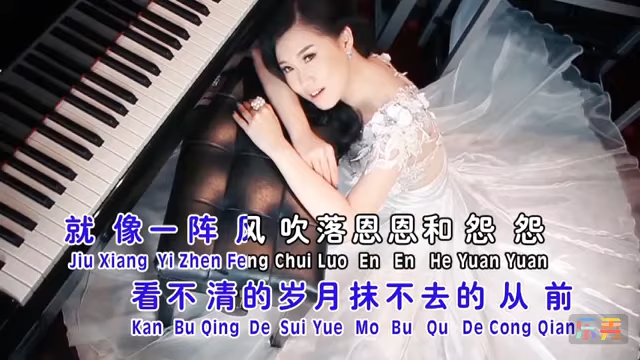 就像一阵风吹落恩恩和怨怨
Jiu Xiang Yi Zhen Feng Chui Luo En En He Yuan Yuan
看不清的岁月抹不去的从前
Kan Bu Qing De Sui Yue Mo Bu Qu De Cong Qian